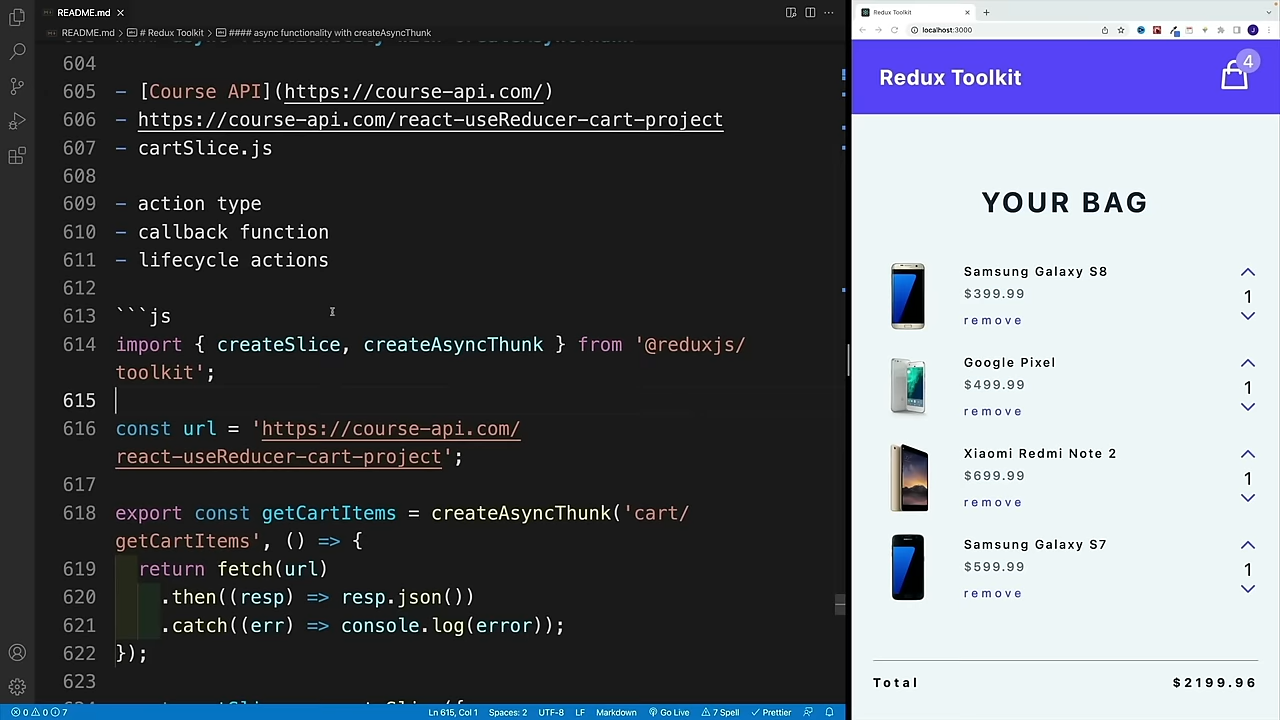 README.md
README.md > # Redux Toolkit > #### async functionality with createAsyncThunk
604
605 - [Course API](https://course-api.com/)
606 - https://course-api.com/react-useReducer-cart-project
607 - cartSlice.js
608
609 - action type
610 - callback function
611 - lifecycle actions
612
613 ```js
614 import { createSlice, createAsyncThunk } from '@reduxjs/
toolkit';
615
616 const url = 'https://course-api.com/
react-useReducer-cart-project';
617
618 export const getCartItems = createAsyncThunk('cart/
getCartItems', () => {
619 return fetch(url)
620 .then((resp) => resp.json())
621 .catch((err) => console.log(error));
622 });
623
0 0 7 Ln 615, Col 1 Spaces: 2 UTF-8 LF Markdown Go Live 7 Spell Prettier
Redux Toolkit
localhost:3000
J
Redux Toolkit
4
YOUR BAG
Samsung Galaxy S8
$399.99
1
remove
Google Pixel
$499.99
1
remove
Xiaomi Redmi Note 2
$699.99
1
remove
Samsung Galaxy S7
$599.99
1
remove
Total $2199.96